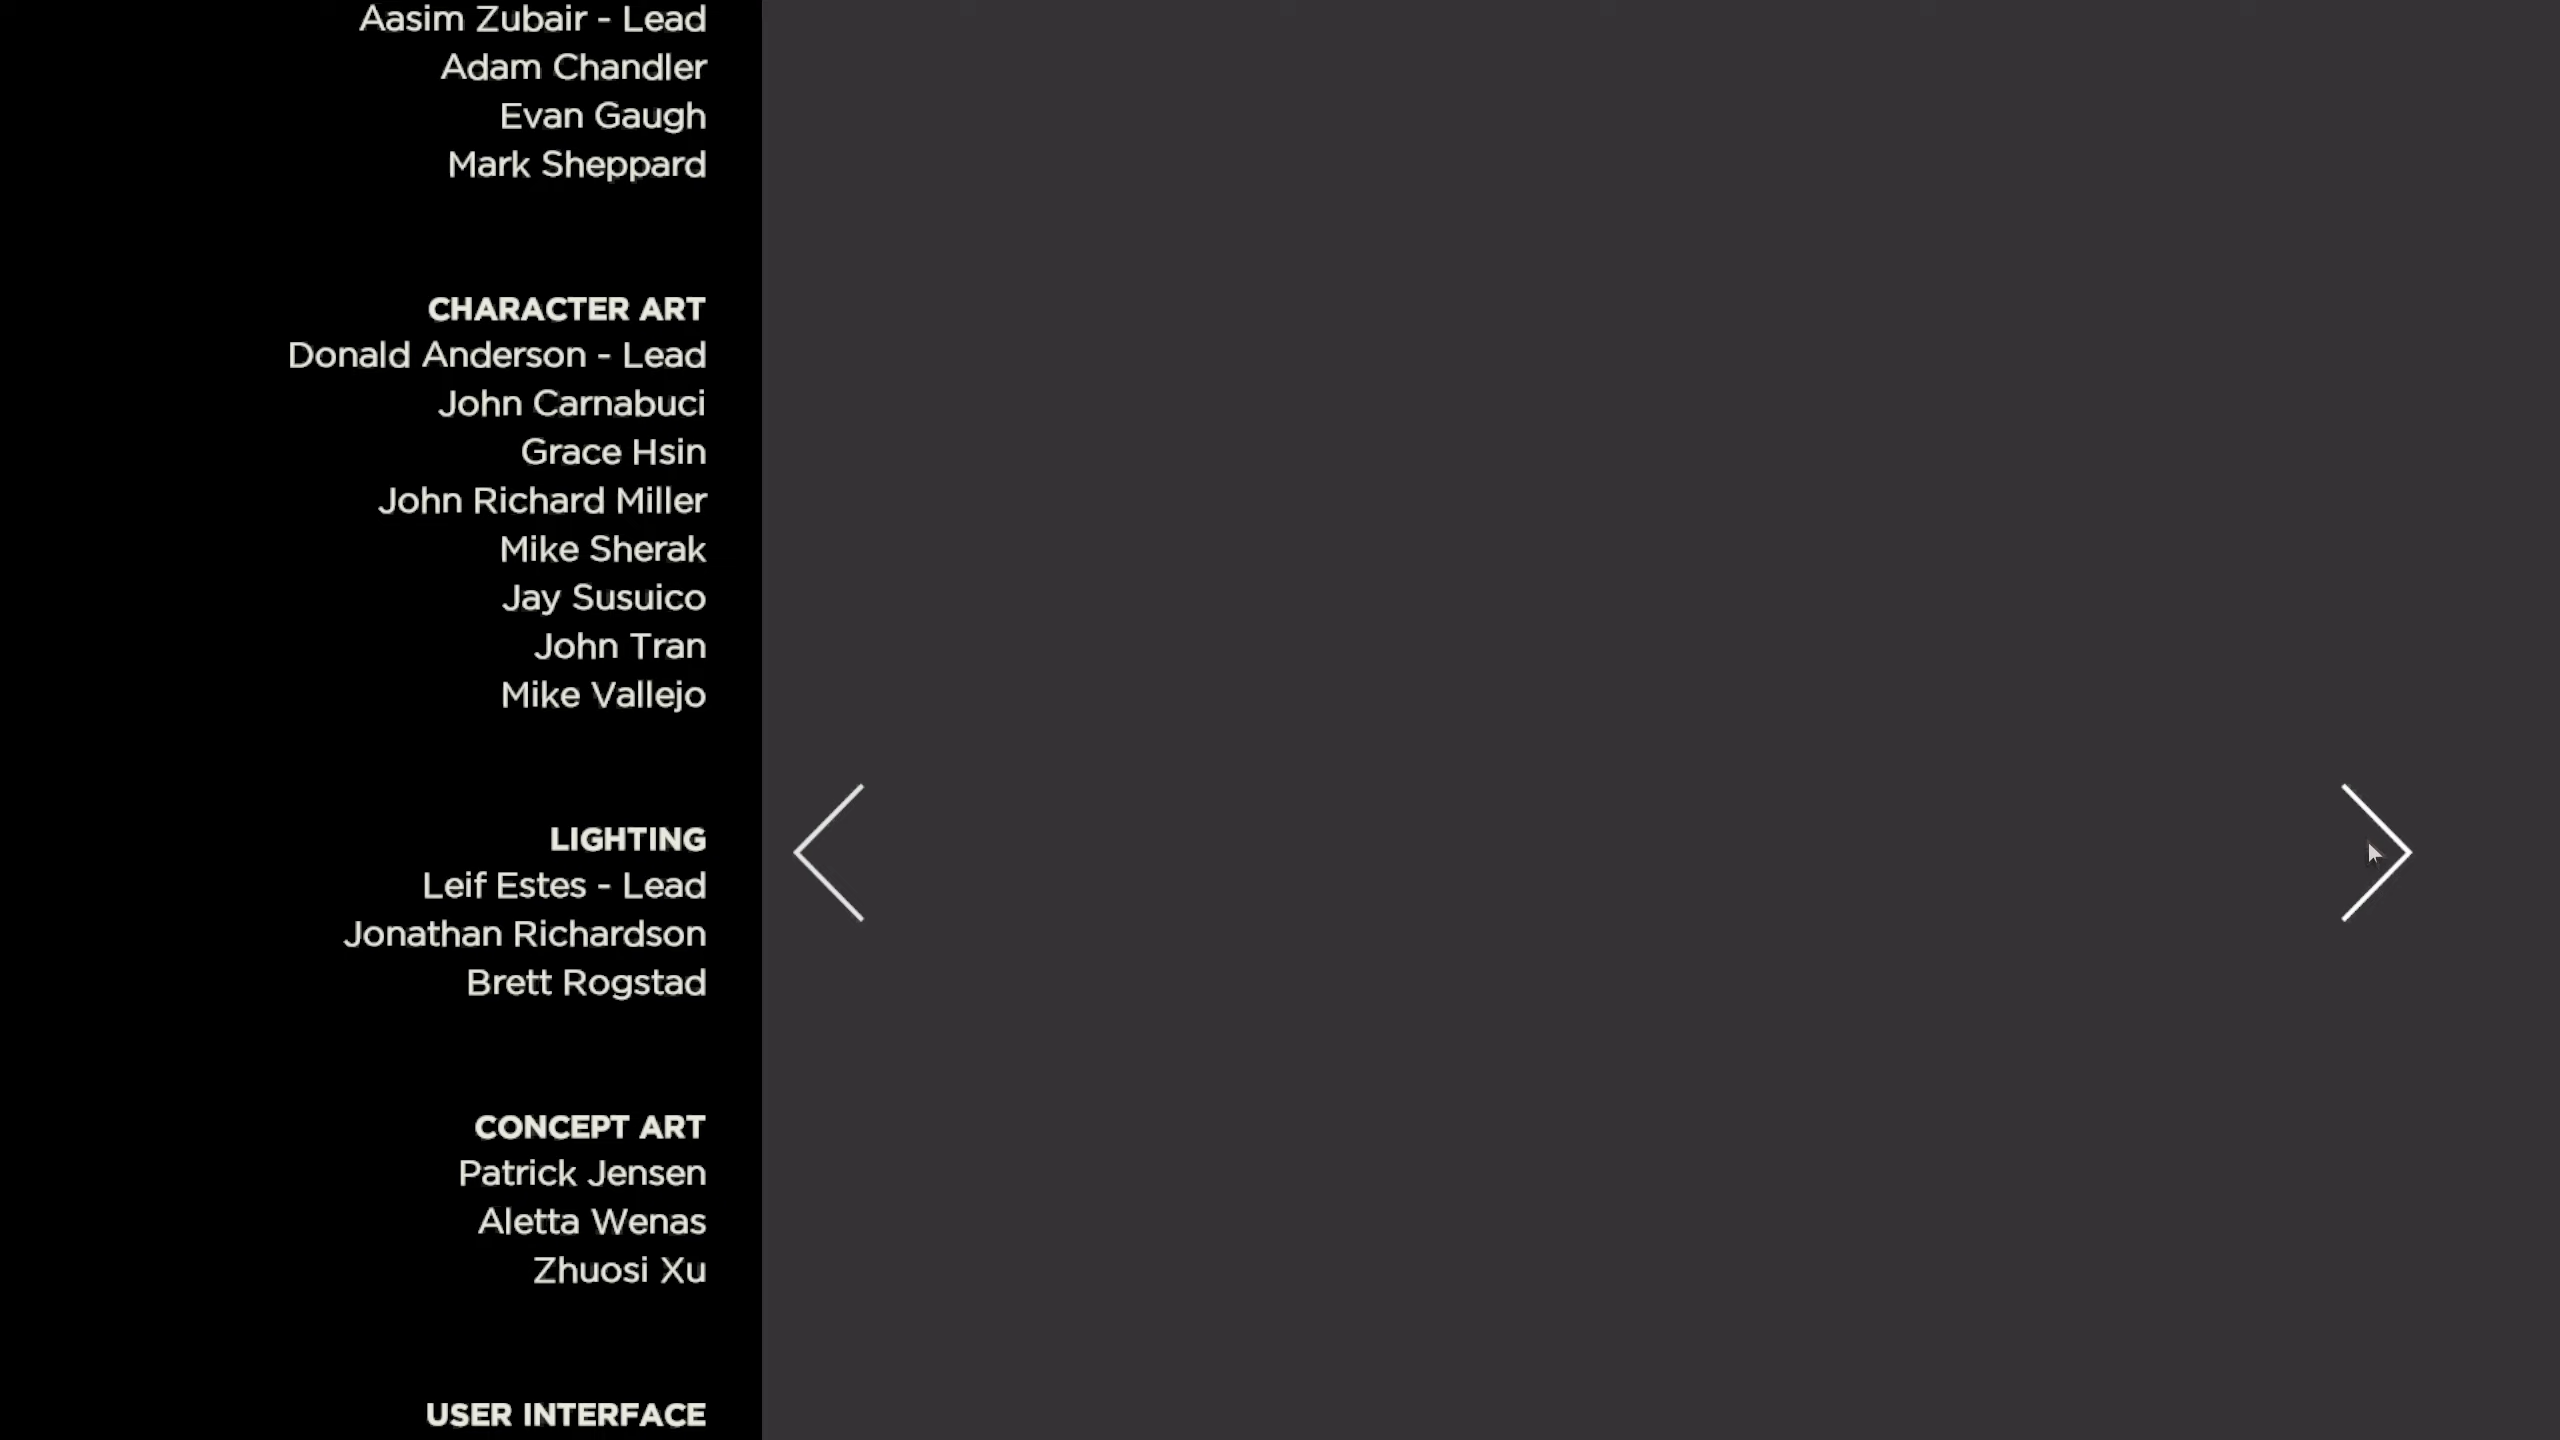 Aasim Zubair - Lead
Adam Chandler
Evan Gaugh
Mark Sheppard
CHARACTER ART
Donald Anderson - Lead
John Carnabuci
Grace Hsin
John Richard Miller
Mike Sherak
Jay Susuico
John Tran
Mike Vallejo
LIGHTING
Leif Estes - Lead
Jonathan Richardson
Brett Rogstad
CONCEPT ART
Patrick Jensen
Aletta Wenas
Zhuosi Xu
USER INTERFACE